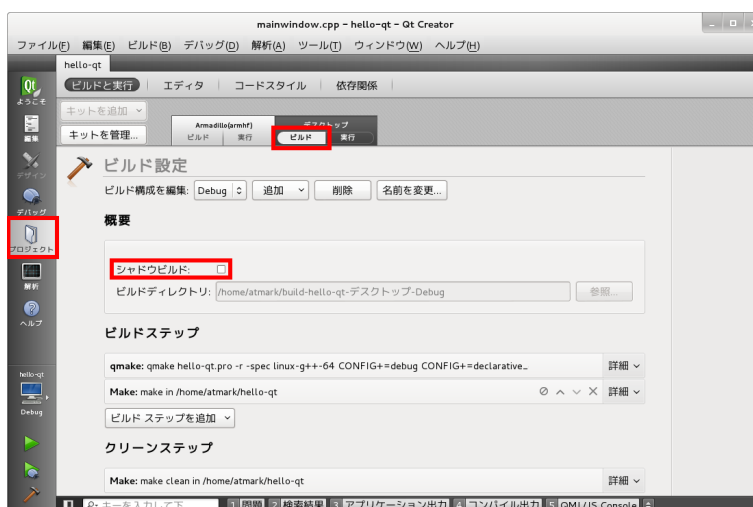 mainwindow.cpp - hello-qt - Qt Creator
ファイル(F) 編集(E) ビルド(B) デバッグ(D) 解析(A) ツール(T) ウィンドウ(W) ヘルプ(H)
hello-qt
ビルドと実行 エディタ コードスタイル 依存関係
ようこそ
キットを追加
Armadillo(armhf) デスクトップ
キットを管理... ビルド 実行 ビルド 実行
編集
デザイン
ビルド設定
ビルド構成を編集: Debug 追加 削除 名前を変更...
デバッグ
概要
プロジェクト
シャドウビルド:
解析
ビルドディレクトリ: /home/atmark/build-hello-qt-デスクトップ-Debug 参照...
ヘルプ
ビルドステップ
qmake: qmake hello-qt.pro -r -spec linux-g++-64 CONFIG+=debug CONFIG+=declarative_ 詳細
hello-qt
Make: make in /home/atmark/hello-qt 詳細
Debug
ビルド ステップを追加
クリーンステップ
Make: make clean in /home/atmark/hello-qt 詳細
1 問題 2 検索結果 3 アプリケーション出力 4 コンパイル出力 5 QML/JS Console